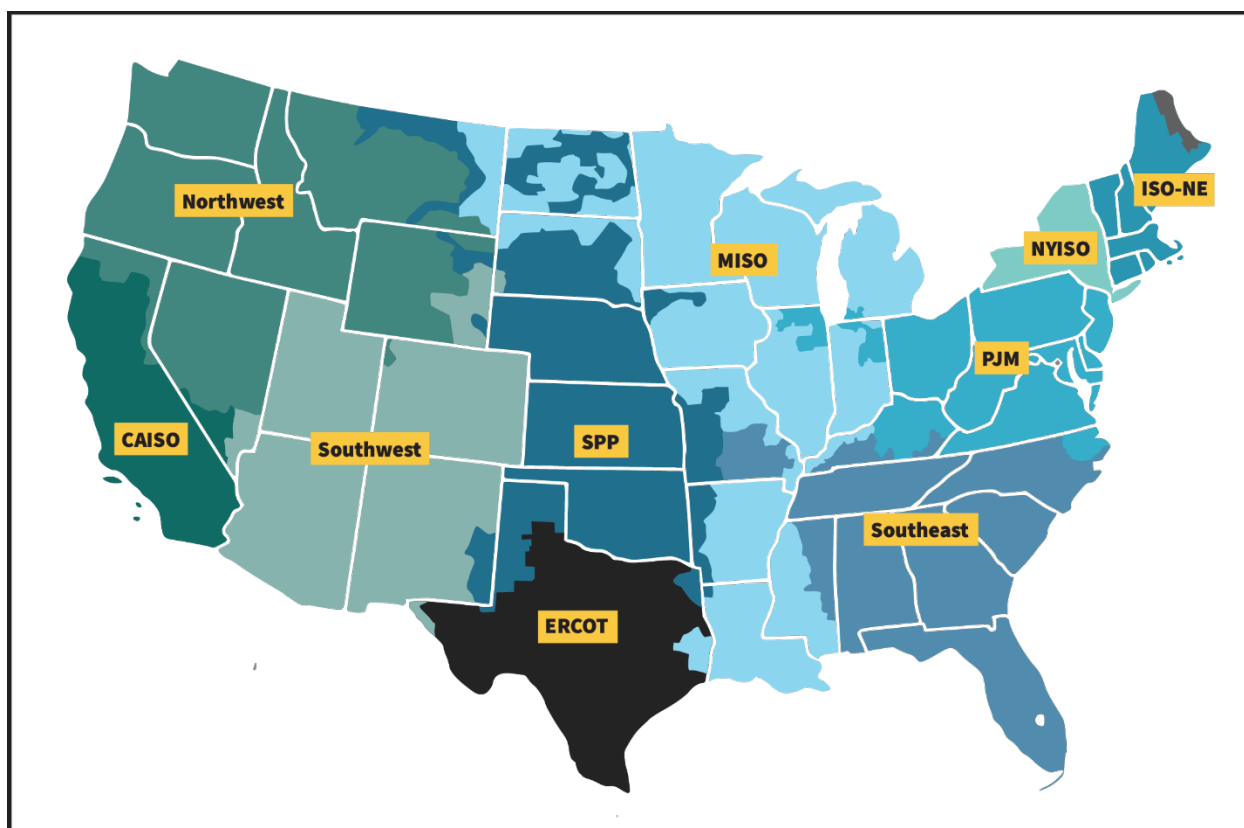 Northwest
ISO-NE
NYISO
MISO
PJM
CAISO
Southwest
SPP
Southeast
ERCOT